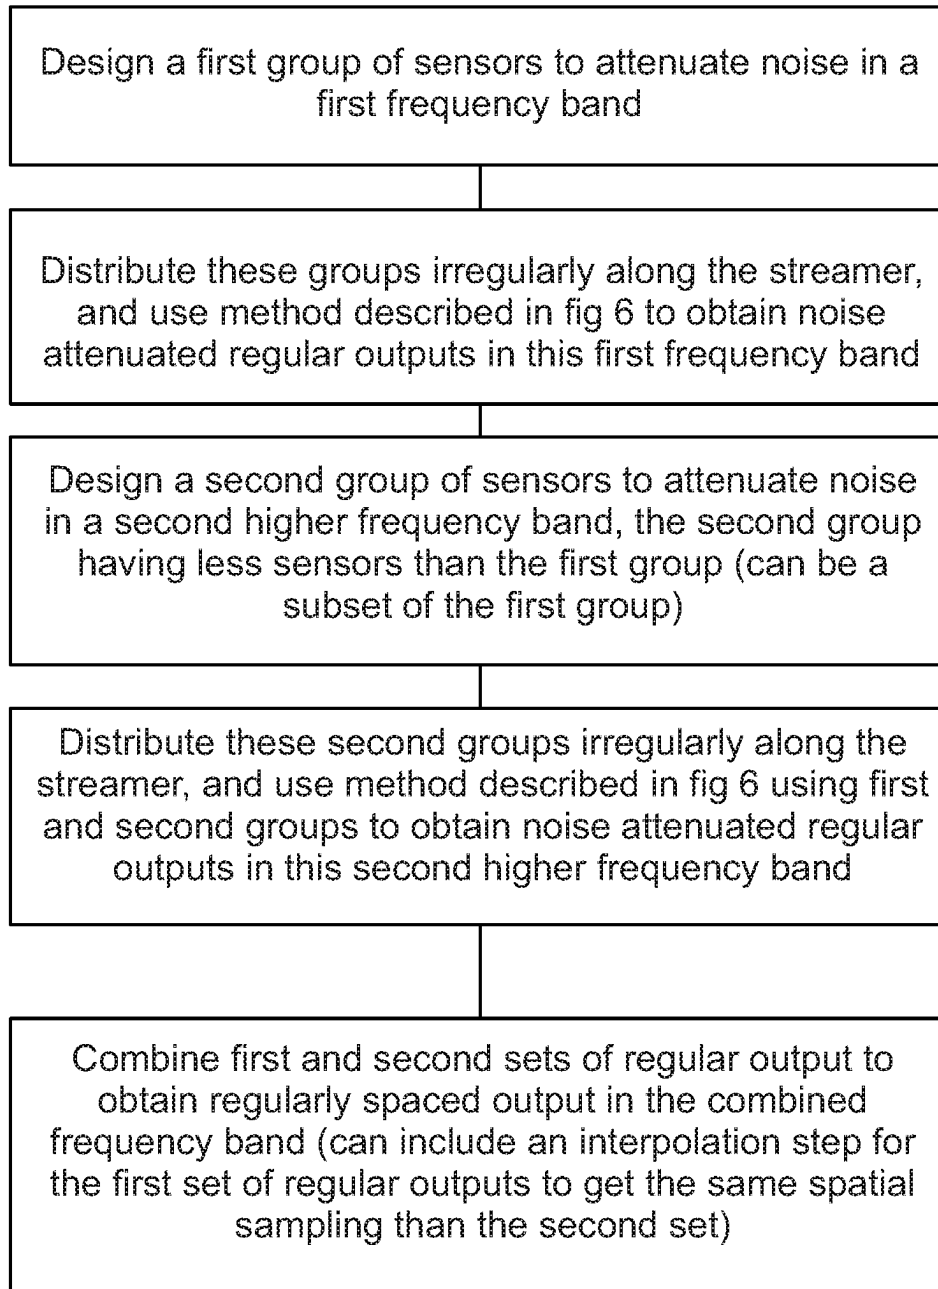 Design a first group of sensors to attenuate noise in a
first frequency band
Distribute these groups irregularly along the streamer,
and use method described in fig 6 to obtain noise
attenuated regular outputs in this first frequency band
Design a second group of sensors to attenuate noise
in a second higher frequency band, the second group
having less sensors than the first group (can be a
subset of the first group)
Distribute these second groups irregularly along the
streamer, and use method described in fig 6 using first
and second groups to obtain noise attenuated regular
outputs in this second higher frequency band
Combine first and second sets of regular output to
obtain regularly spaced output in the combined
frequency band (can include an interpolation step for
the first set of regular outputs to get the same spatial
sampling than the second set)